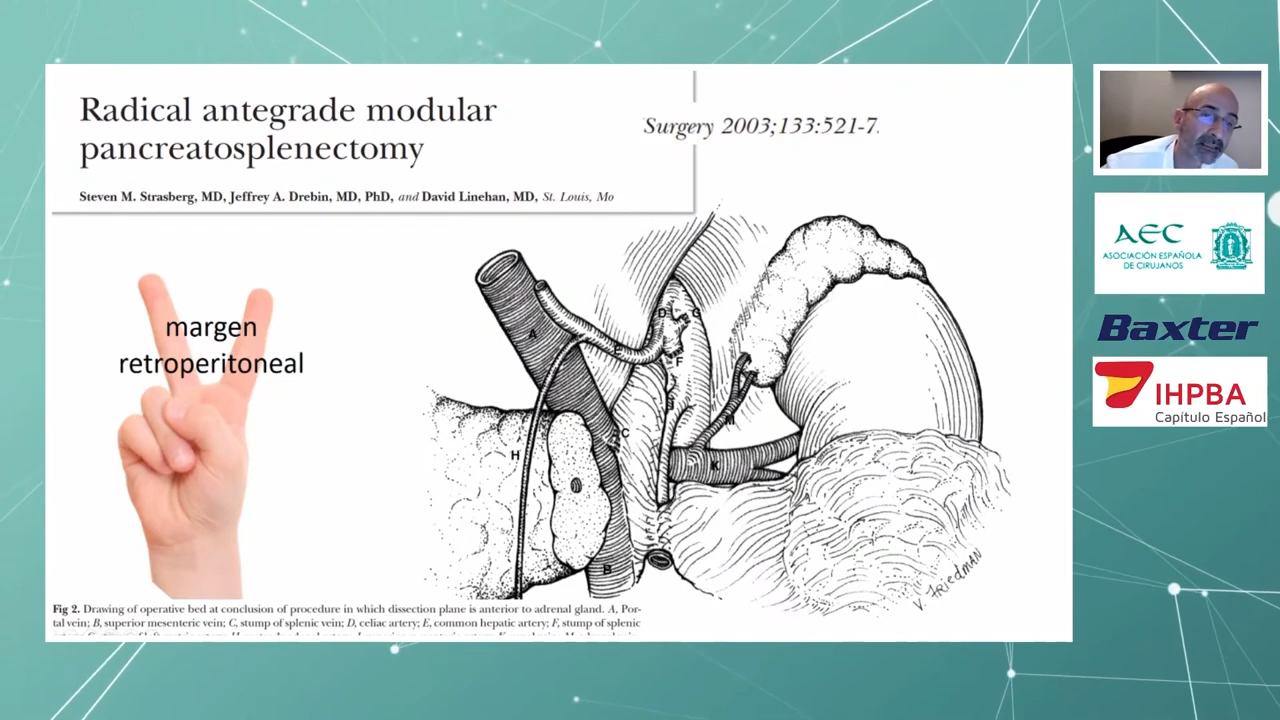 Radical antegrade modular
pancreatosplenectomy
Surgery 2003;133:521-7.
Steven M. Strasberg, MD, Jeffrey A. Drebin, MD, PhD, and David Linehan, MD, St. Louis, Mo
margen
retroperitoneal
A
E
D
G
F
C
H
K
B
V. FRIEDMAN
Fig 2. Drawing of operative bed at conclusion of procedure in which dissection plane is anterior to adrenal gland. A, Por-
tal vein; B, superior mesenteric vein; C, stump of splenic vein; D, celiac artery; E, common hepatic artery; F, stump of splenic
AEC
ASOCIACIÓN ESPAÑOLA
DE CIRUJANOS
Baxter
IHPBA
Capítulo Español